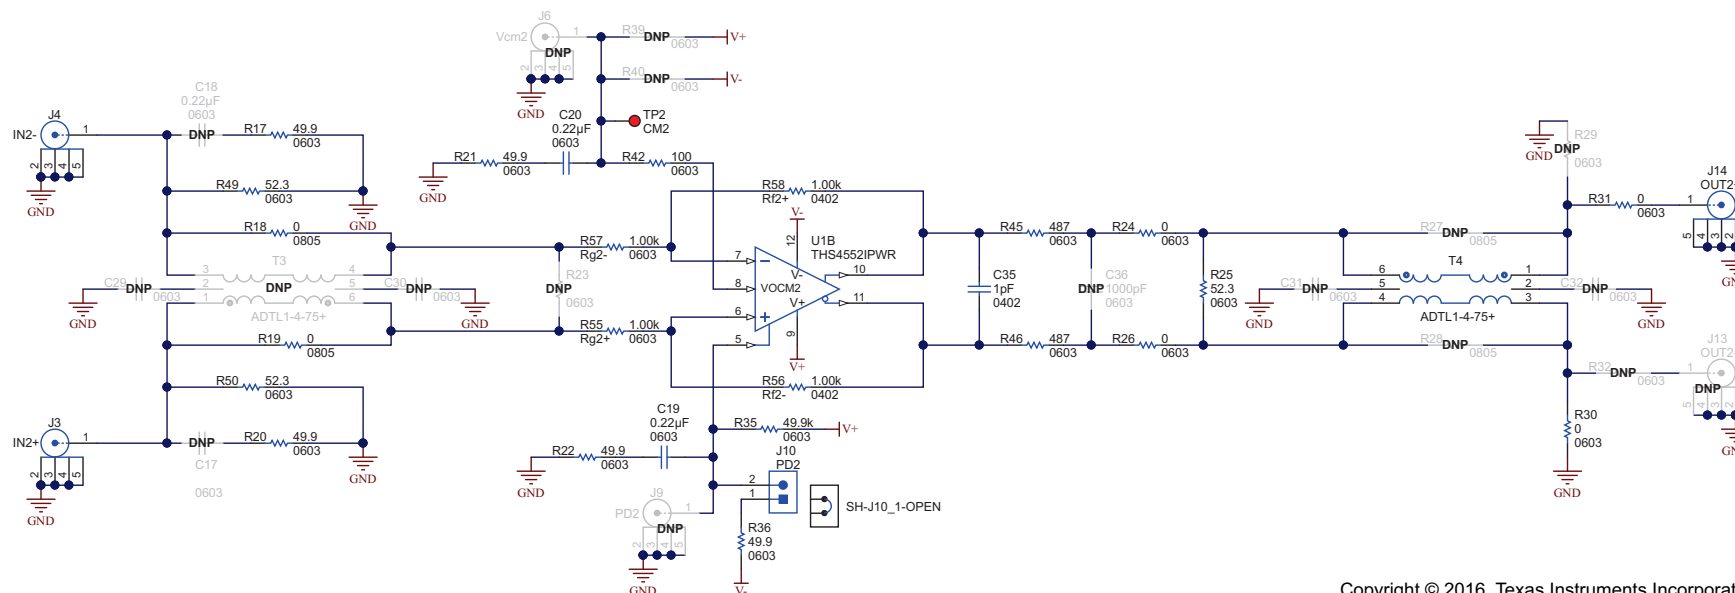 J6
Vcm2
1
DNP
2 3 4 5
GND
R39
DNP
0603
V+
R40
DNP
0603
V-
TP2
CM2
C20
0.22µF
0603
R21
49.9
0603
GND
R42
100
0603
J4
IN2-
1
2 3 4 5
GND
C18
0.22µF
0603
DNP
R17
49.9
0603
R49
52.3
0603
GND
R18
0
0805
T3
3
2
1
4
5
6
DNP
ADTL1-4-75+
C29
DNP
0603
GND
C30
DNP
0603
GND
R19
0
0805
R50
52.3
0603
J3
IN2+
1
2 3 4 5
GND
DNP
C17
0603
R20
49.9
0603
GND
R57
Rg2-
1.00k
0603
R23
DNP
0603
R55
Rg2+
1.00k
0603
R58
Rf2+
1.00k
0402
V-
12
U1B
THS4552IPWR
7
8
6
5
V-
VOCM2
V+
10
11
9
V+
R56
Rf2-
1.00k
0402
C19
0.22µF
0603
R22
49.9
0603
GND
R35
49.9k
0603
V+
J10
PD2
2
1
SH-J10_1-OPEN
R36
49.9
0603
V-
J9
PD2
1
DNP
2 3 4 5
GND
R45
487
0603
R24
0
0603
C35
1pF
0402
C36
DNP
1000pF
0603
R25
52.3
0603
R46
487
0603
R26
0
0603
R27
DNP
0805
T4
6
5
4
1
2
3
ADTL1-4-75+
C31
DNP
0603
GND
C32
DNP
0603
GND
R28
DNP
0805
R29
DNP
0603
GND
R31
0
0603
J14
OUT2-
1
5 4 3 2
GN
R32
DNP
0603
J13
OUT2
1
DNP
5 4 3 2
GN
R30
0
0603
GND
Copyright © 2016, Texas Instruments Incorporat